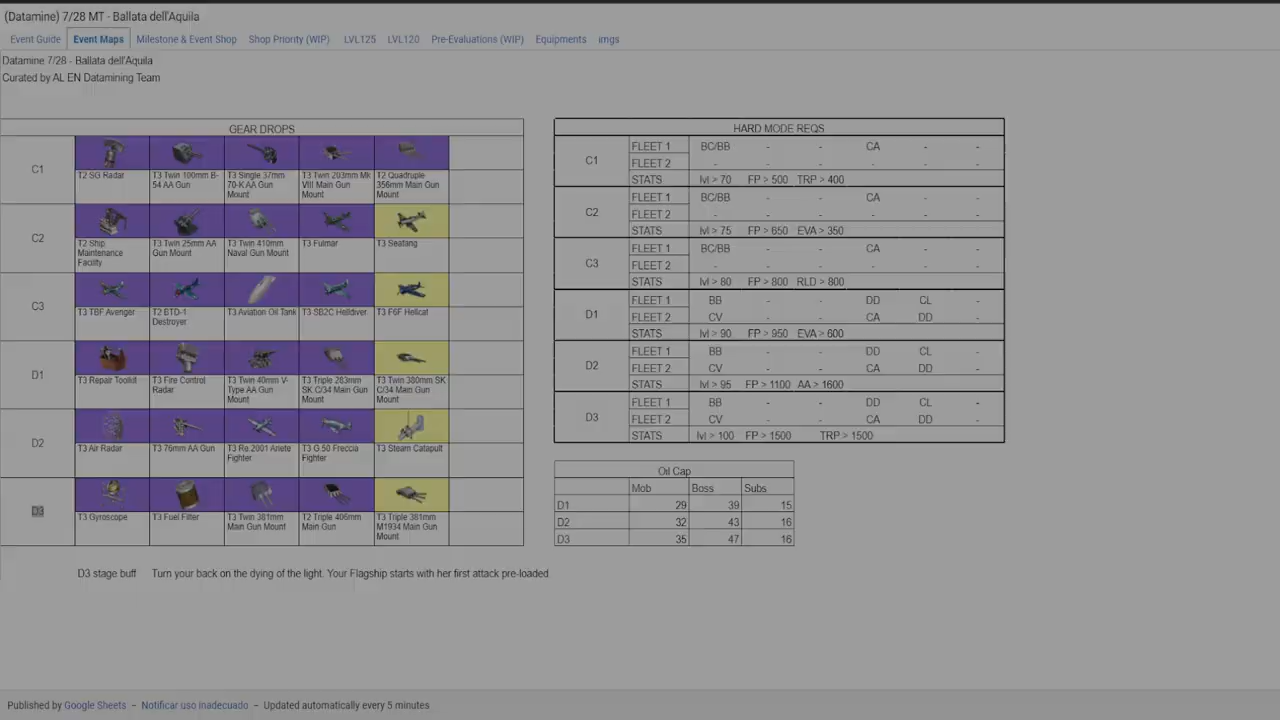 (Datamine) 7/28 MT - Ballata dell'Aquila
Event Guide Event Maps Milestone & Event Shop Shop Priority (WIP) LVL125 LVL120 Pre-Evaluations (WIP) Equipments imgs
Datamine 7/28 - Ballata dell'Aquila
Curated by AL EN Datamining Team
GEAR DROPS
C1
T2 SG Radar
T3 Twin 100mm B-54 AA Gun
T3 Single 37mm 70-K AA Gun Mount
T3 Twin 203mm Mk VIII Main Gun Mount
T2 Quadruple 356mm Main Gun Mount
C2
T2 Ship Maintenance Facility
T3 Twin 25mm AA Gun Mount
T3 Twin 410mm Naval Gun Mount
T3 Fulmar
T3 Seafang
C3
T3 TBF Avenger
T2 BTD-1 Destroyer
T3 Aviation Oil Tank
T3 SB2C Helldiver
T3 F6F Hellcat
D1
T3 Repair Toolkit
T3 Fire Control Radar
T3 Twin 40mm V-Type AA Gun Mount
T3 Triple 283mm SK C/34 Main Gun Mount
T3 Twin 380mm SK C/34 Main Gun Mount
D2
T3 Air Radar
T3 76mm AA Gun
T3 Re.2001 Ariete Fighter
T3 G.50 Freccia Fighter
T3 Steam Catapult
D3
T3 Gyroscope
T3 Fuel Filter
T3 Twin 381mm Main Gun Mount
T2 Triple 406mm Main Gun
T3 Triple 381mm M1934 Main Gun Mount
D3 stage buff Turn your back on the dying of the light. Your Flagship starts with her first attack pre-loaded
HARD MODE REQS
C1
FLEET 1 BC/BB - - CA - -
FLEET 2 - - - - - -
STATS lvl > 70 FP > 500 TRP > 400
C2
FLEET 1 BC/BB - - CA - -
FLEET 2 - - - - - -
STATS lvl > 75 FP > 650 EVA > 350
C3
FLEET 1 BC/BB - - CA - -
FLEET 2 - - - - - -
STATS lvl > 80 FP > 800 RLD > 800
D1
FLEET 1 BB - - DD CL -
FLEET 2 CV - - CA DD -
STATS lvl > 90 FP > 950 EVA > 600
D2
FLEET 1 BB - - DD CL -
FLEET 2 CV - - CA DD -
STATS lvl > 95 FP > 1100 AA > 1600
D3
FLEET 1 BB - - DD CL -
FLEET 2 CV - - CA DD -
STATS lvl > 100 FP > 1500 TRP > 1500
Oil Cap
Mob Boss Subs
D1 29 39 15
D2 32 43 16
D3 35 47 16
Published by Google Sheets – Notificar uso inadecuado – Updated automatically every 5 minutes